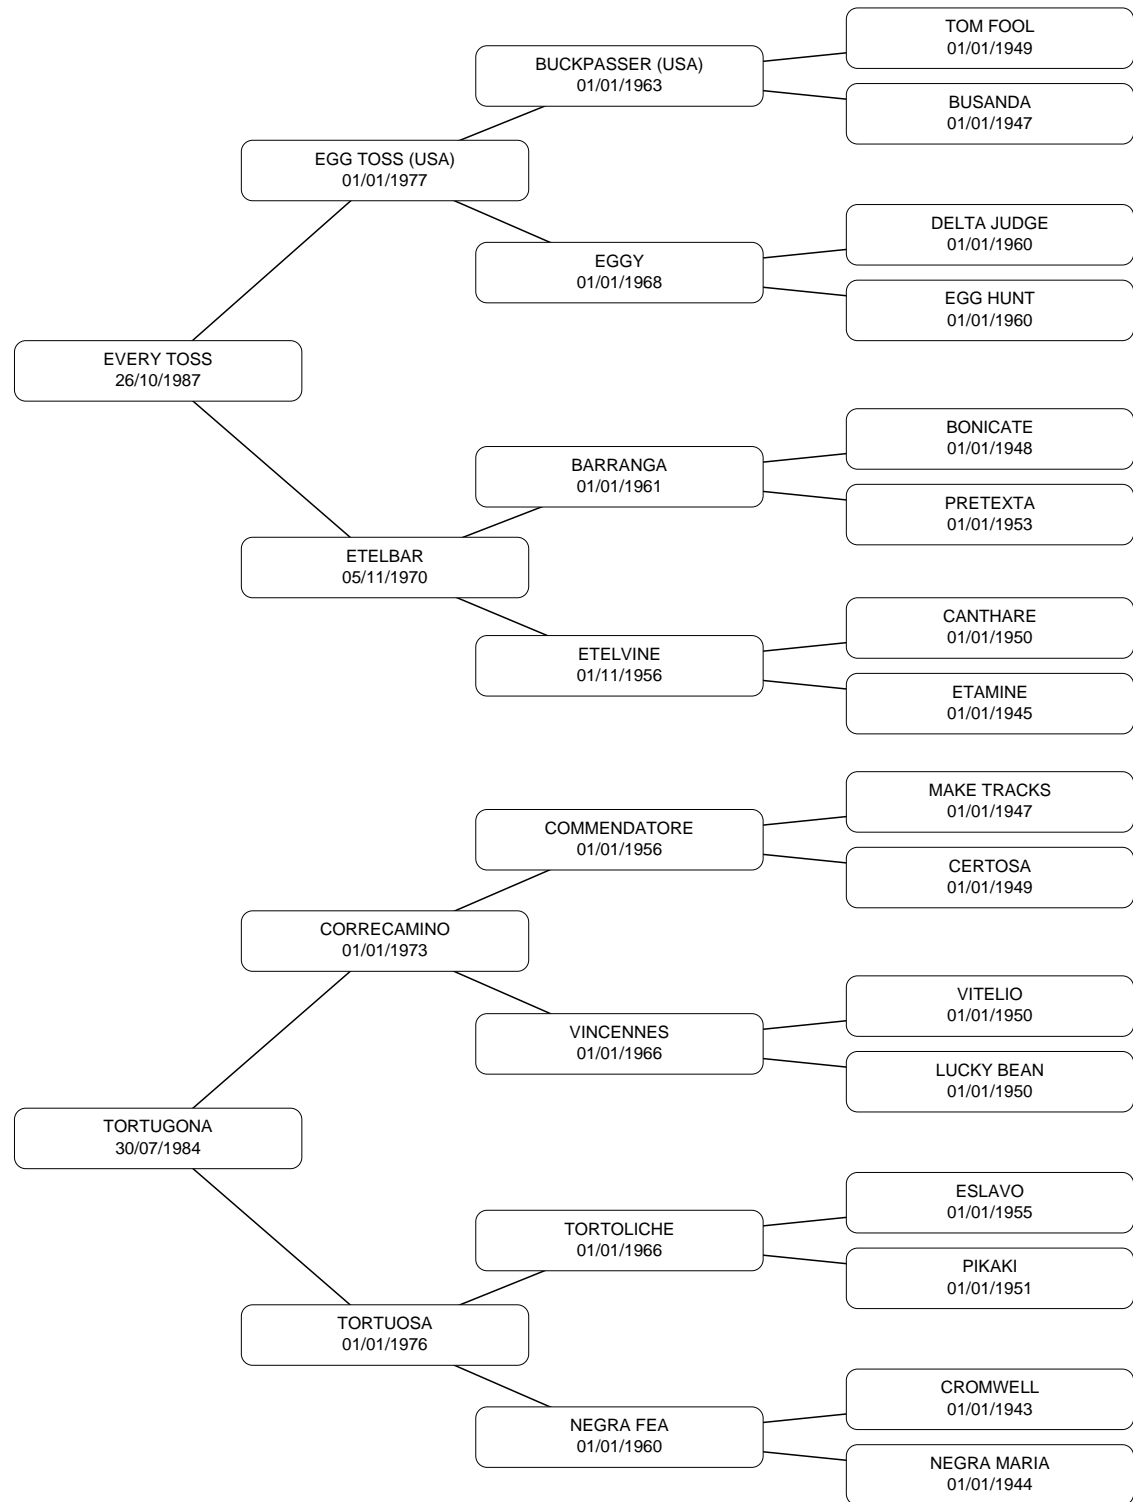 TOM FOOL
01/01/1949
BUCKPASSER (USA)
01/01/1963
BUSANDA
01/01/1947
EGG TOSS (USA)
01/01/1977
DELTA JUDGE
01/01/1960
EGGY
01/01/1968
EGG HUNT
01/01/1960
EVERY TOSS
26/10/1987
BONICATE
01/01/1948
BARRANGA
01/01/1961
PRETEXTA
01/01/1953
ETELBAR
05/11/1970
CANTHARE
01/01/1950
ETELVINE
01/11/1956
ETAMINE
01/01/1945
MAKE TRACKS
01/01/1947
COMMENDATORE
01/01/1956
CERTOSA
01/01/1949
CORRECAMINO
01/01/1973
VITELIO
01/01/1950
VINCENNES
01/01/1966
LUCKY BEAN
01/01/1950
TORTUGONA
30/07/1984
ESLAVO
01/01/1955
TORTOLICHE
01/01/1966
PIKAKI
01/01/1951
TORTUOSA
01/01/1976
CROMWELL
01/01/1943
NEGRA FEA
01/01/1960
NEGRA MARIA
01/01/1944